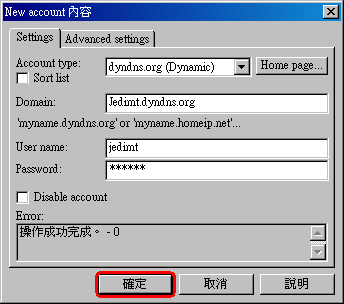 New account 內容
Settings
Advanced settings
Account type:
dyndns.org (Dynamic)
Home page...
Sort list
Domain:
Jedimt.dyndns.org
'myname.dyndns.org' or 'myname.homeip.net'...
User name:
jedimt
Password:
******
Disable account
Error:
操作成功完成。 - 0
確定
取消
說明